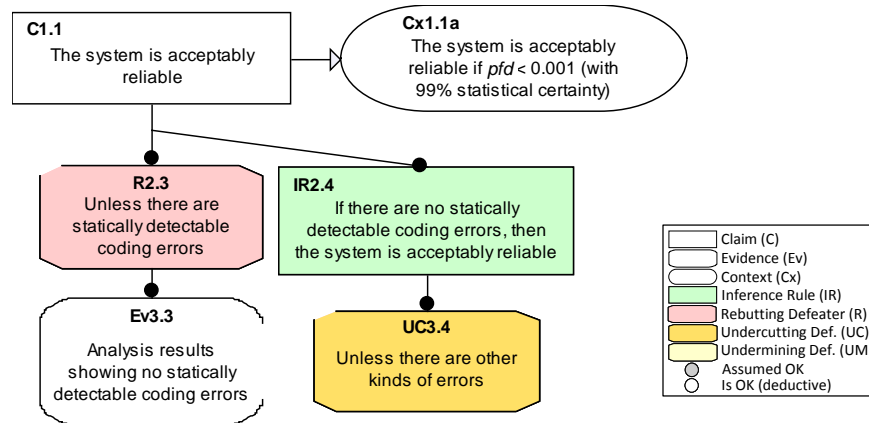 C1.1
The system is acceptably
reliable
Cx1.1a
The system is acceptably
reliable if pfd < 0.001 (with
99% statistical certainty)
R2.3
Unless there are
statically detectable
coding errors
IR2.4
If there are no statically
detectable coding errors, then
the system is acceptably reliable
Ev3.3
Analysis results
showing no statically
detectable coding errors
UC3.4
Unless there are other
kinds of errors
Claim (C)
Evidence (Ev)
Context (Cx)
Inference Rule (IR)
Rebutting Defeater (R)
Undercutting Def. (UC)
Undermining Def. (UM
Assumed OK
Is OK (deductive)